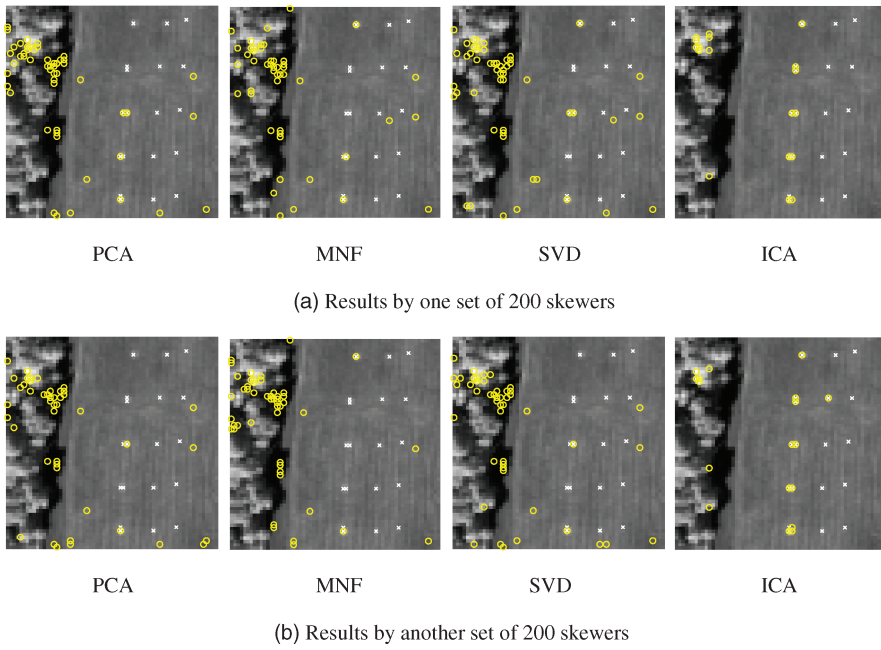 PCA MNF SVD ICA
(a) Results by one set of 200 skewers
PCA MNF SVD ICA
(b) Results by another set of 200 skewers